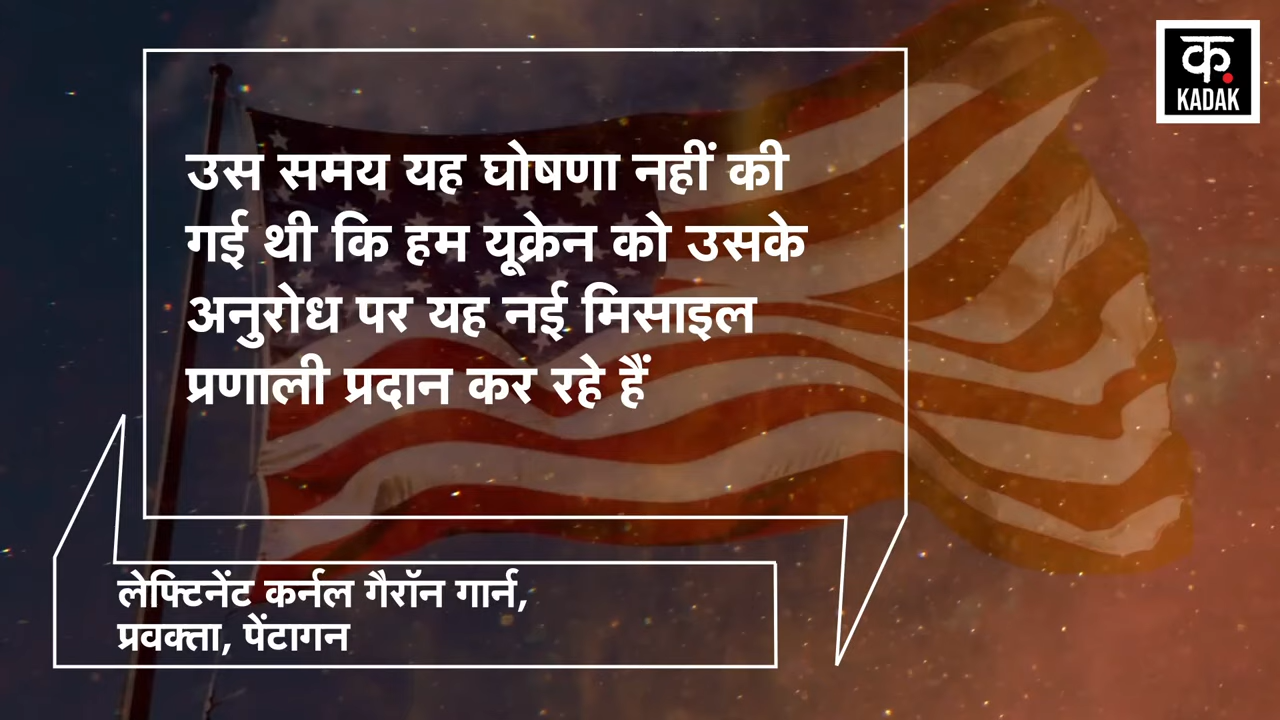 क.
KADAK
उस समय यह घोषणा नहीं की
गई थी कि हम यूक्रेन को उसके
अनुरोध पर यह नई मिसाइल
प्रणाली प्रदान कर रहे हैं
लेफ्टिनेंट कर्नल गैरॉन गार्न,
प्रवक्ता, पेंटागन